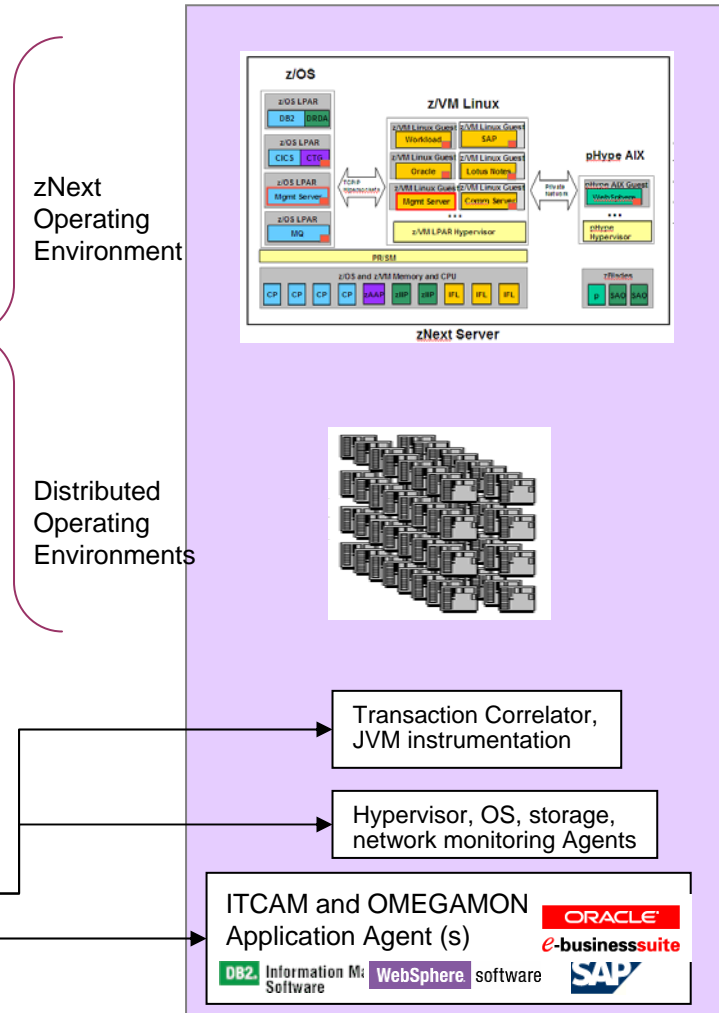 zNext
Operating
Environment
z/OS
z/OS LPAR
DB2 DRDA
z/OS LPAR
CICS CTG
z/OS LPAR
Mgmt Server
z/OS LPAR
MQ
TCP/IP
z/VM Linux
z/VM Linux Guest z/VM Linux Guest
Workload SAP
z/VM Linux Guest z/VM Linux Guest
Oracle Lotus Notes
z/VM Linux Guest z/VM Linux Guest
Mgmt Server Comm Server
•••
z/VM LPAR Hypervisor
Private
Network
pHype AIX
pHype AIX Guest
WebSphere
•••
pHype
Hypervisor
PR/SM
z/OS and z/VM Memory and CPU
CP CP CP CP zAAP zIIP IFL IFL IFL
zBlades
p SAO SAO
zNext Server
Distributed
Operating
Environments
Transaction Correlator,
JVM instrumentation
Hypervisor, OS, storage,
network monitoring Agents
ITCAM and OMEGAMON
Application Agent (s)
ORACLE
e-businesssuite
DB2. Information Ma
Software
WebSphere. software
SAP